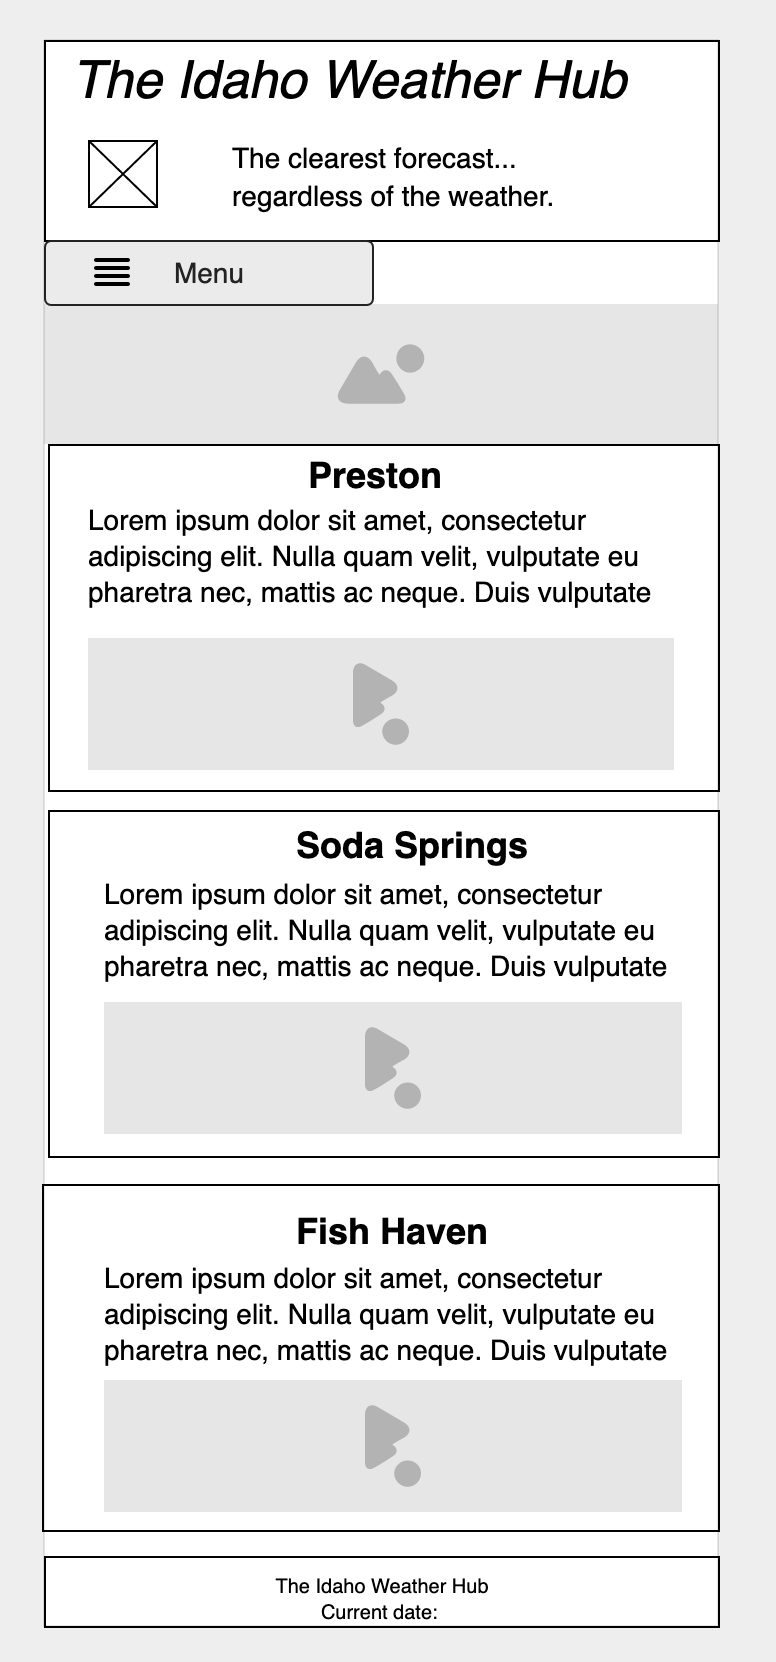 The Idaho Weather Hub
The clearest forecast...
regardless of the weather.
Menu
Preston
Lorem ipsum dolor sit amet, consectetur
adipiscing elit. Nulla quam velit, vulputate eu
pharetra nec, mattis ac neque. Duis vulputate
Soda Springs
Lorem ipsum dolor sit amet, consectetur
adipiscing elit. Nulla quam velit, vulputate eu
pharetra nec, mattis ac neque. Duis vulputate
Fish Haven
Lorem ipsum dolor sit amet, consectetur
adipiscing elit. Nulla quam velit, vulputate eu
pharetra nec, mattis ac neque. Duis vulputate
The Idaho Weather Hub
Current date: